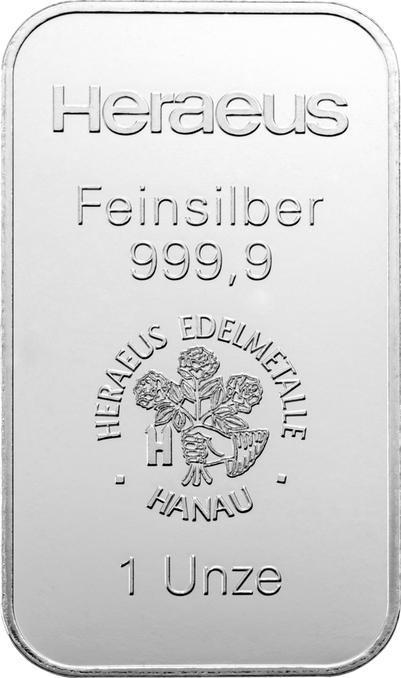 Heraeus
Feinsilber
999,9
HERAEUS EDELMETALLE
H
· HANAU ·
1 Unze